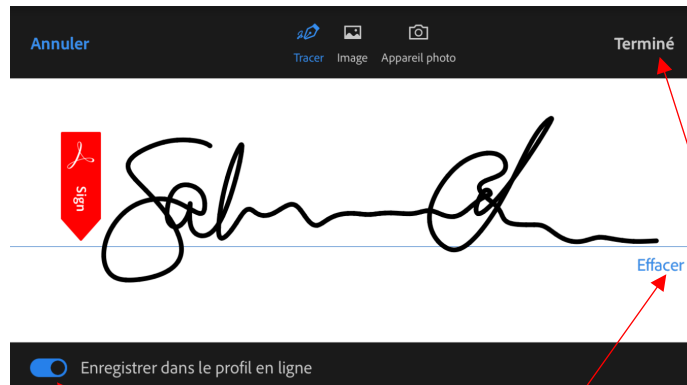 Annuler
Tracer Image Appareil photo
Terminé
Sign
Effacer
Enregistrer dans le profil en ligne